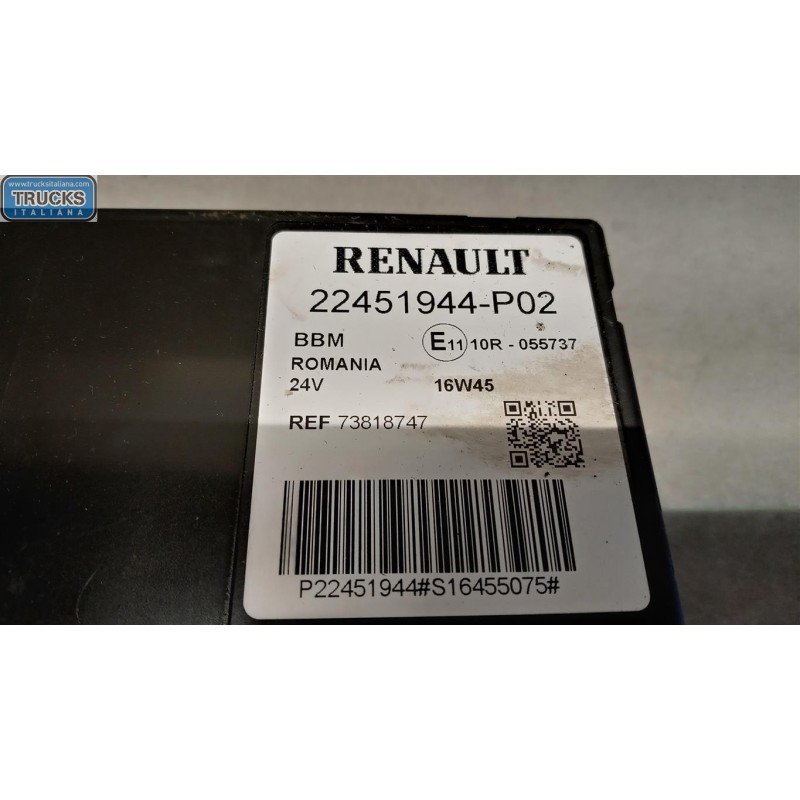 www.trucksitaliana.com
TRUCKS
ITALIANA
RENAULT
22451944-P02
BBM E11 10R - 055737
ROMANIA
24V 16W45
REF 73818747
P22451944#S16455075#